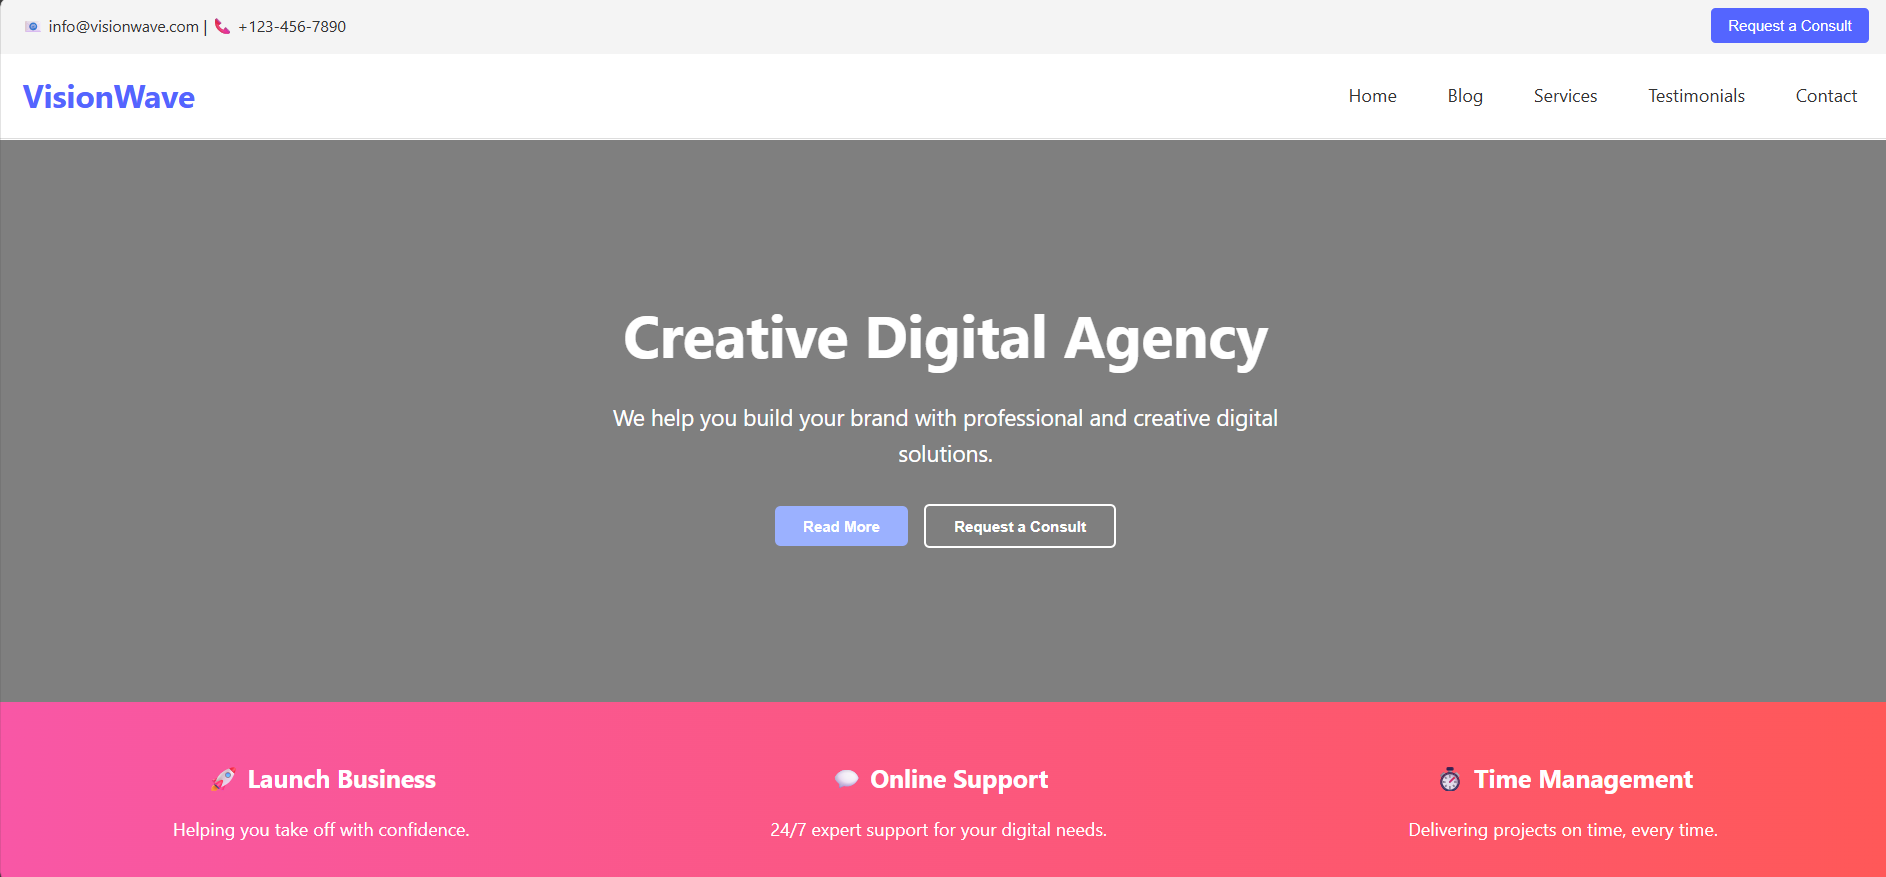 info@visionwave.com | +123-456-7890
Request a Consult
VisionWave
Home
Blog
Services
Testimonials
Contact
Creative Digital Agency
We help you build your brand with professional and creative digital
solutions.
Read More
Request a Consult
Launch Business
Helping you take off with confidence.
Online Support
24/7 expert support for your digital needs.
Time Management
Delivering projects on time, every time.